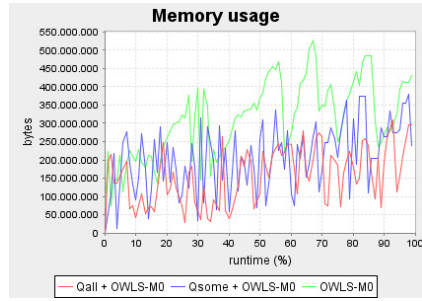 Memory usage
550.000.000
500.000.000
450.000.000
400.000.000
350.000.000
300.000.000
250.000.000
200.000.000
150.000.000
100.000.000
50.000.000
0
bytes
0 10 20 30 40 50 60 70 80 90 100
runtime (%)
Qall + OWLS-M0 Qsome + OWLS-M0 OWLS-M0